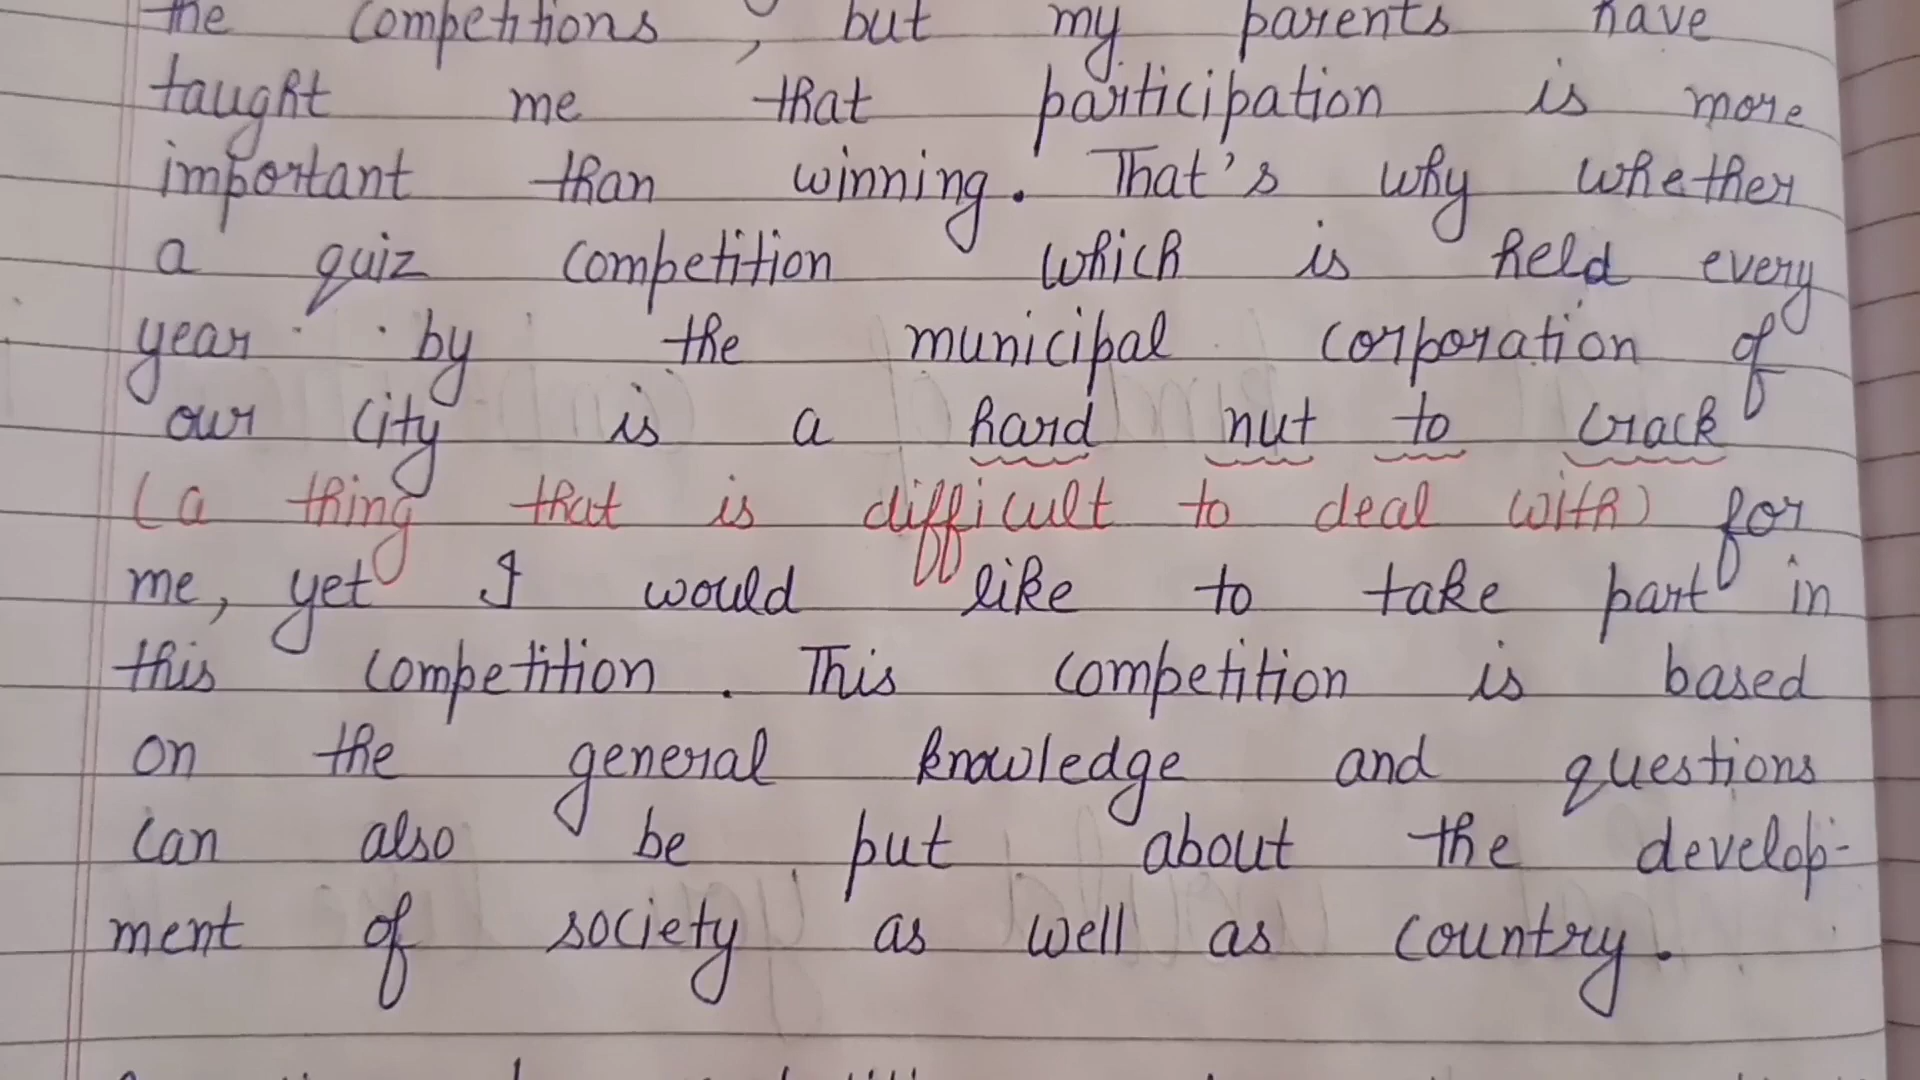 the competitions, but my parents have
taught me that participation is more
important than winning. That's why whether
a quiz competition which is held every
year by the municipal corporation of
our city is a hard nut to crack
(a thing that is difficult to deal with) for
me, yet I would like to take part in
this competition. This competition is based
on the general knowledge and questions
can also be put about the develop-
ment of society as well as country.